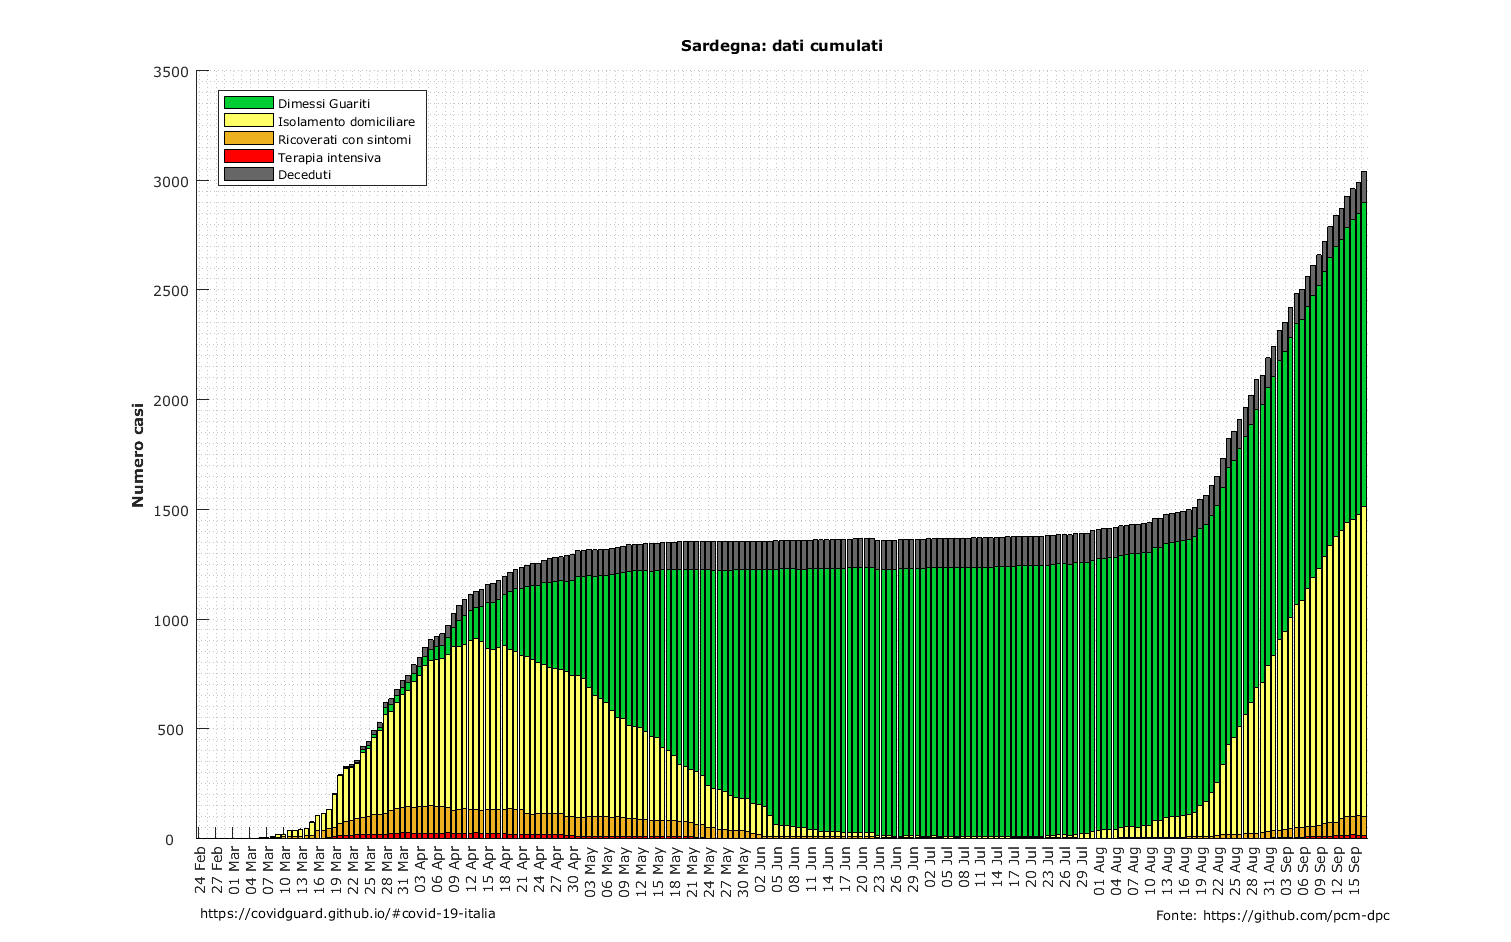 Sardegna: dati cumulati
3500
3000
2500
2000
1500
1000
500
0
Numero casi
Dimessi Guariti
Isolamento domiciliare
Ricoverati con sintomi
Terapia intensiva
Deceduti
24 Feb
27 Feb
01 Mar
04 Mar
07 Mar
10 Mar
13 Mar
16 Mar
19 Mar
22 Mar
25 Mar
28 Mar
31 Mar
03 Apr
06 Apr
09 Apr
12 Apr
15 Apr
18 Apr
21 Apr
24 Apr
27 Apr
30 Apr
03 May
06 May
09 May
12 May
15 May
18 May
21 May
24 May
27 May
30 May
02 Jun
05 Jun
08 Jun
11 Jun
14 Jun
17 Jun
20 Jun
23 Jun
26 Jun
29 Jun
02 Jul
05 Jul
08 Jul
11 Jul
14 Jul
17 Jul
20 Jul
23 Jul
26 Jul
29 Jul
01 Aug
04 Aug
07 Aug
10 Aug
13 Aug
16 Aug
19 Aug
22 Aug
25 Aug
28 Aug
31 Aug
03 Sep
06 Sep
09 Sep
12 Sep
15 Sep
https://covidguard.github.io/#covid-19-italia
Fonte: https://github.com/pcm-dpc